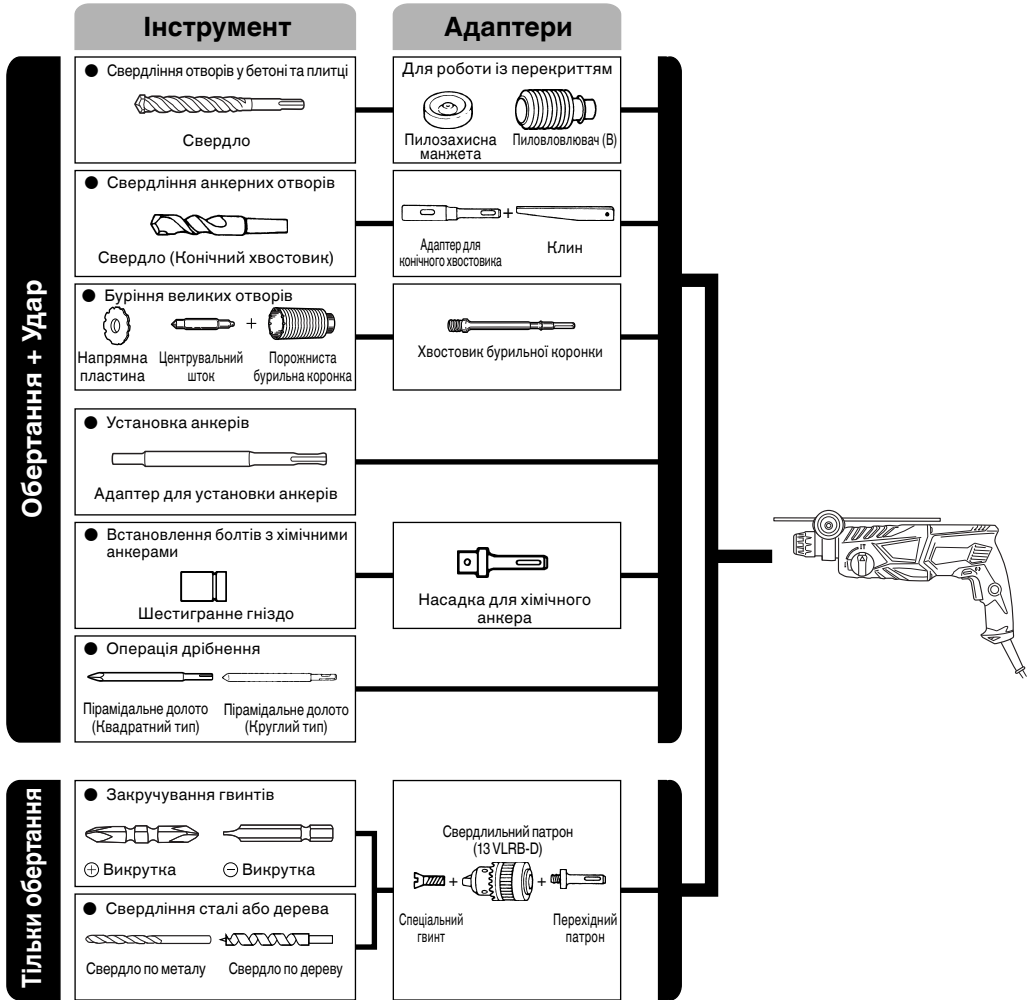 Інструмент
Адаптери
Обертання + Удар
● Свердління отворів у бетоні та плитці
Свердло
Для роботи із перекриттям
Пилозахисна
манжета
Пиловловлювач (B)
● Свердління анкерних отворів
Свердло (Конічний хвостовик)
+
Адаптер для
конічного хвостовика
Клин
● Буріння великих отворів
+
Напрямна
пластина
Центрувальний
шток
Порожниста
бурильна коронка
Хвостовик бурильної коронки
● Установка анкерів
Адаптер для установки анкерів
● Встановлення болтів з хімічними
анкерами
Шестигранне гніздо
Насадка для хімічного
анкера
● Операція дрібнення
Пірамідальне долото
(Квадратний тип)
Пірамідальне долото
(Круглий тип)
Тільки обертання
● Закручування гвинтів
⊕ Викрутка
⊖ Викрутка
● Свердління сталі або дерева
Свердло по металу
Свердло по дереву
Свердлильний патрон
(13 VLRB-D)
+ +
Спеціальний
гвинт
Перехідний
патрон